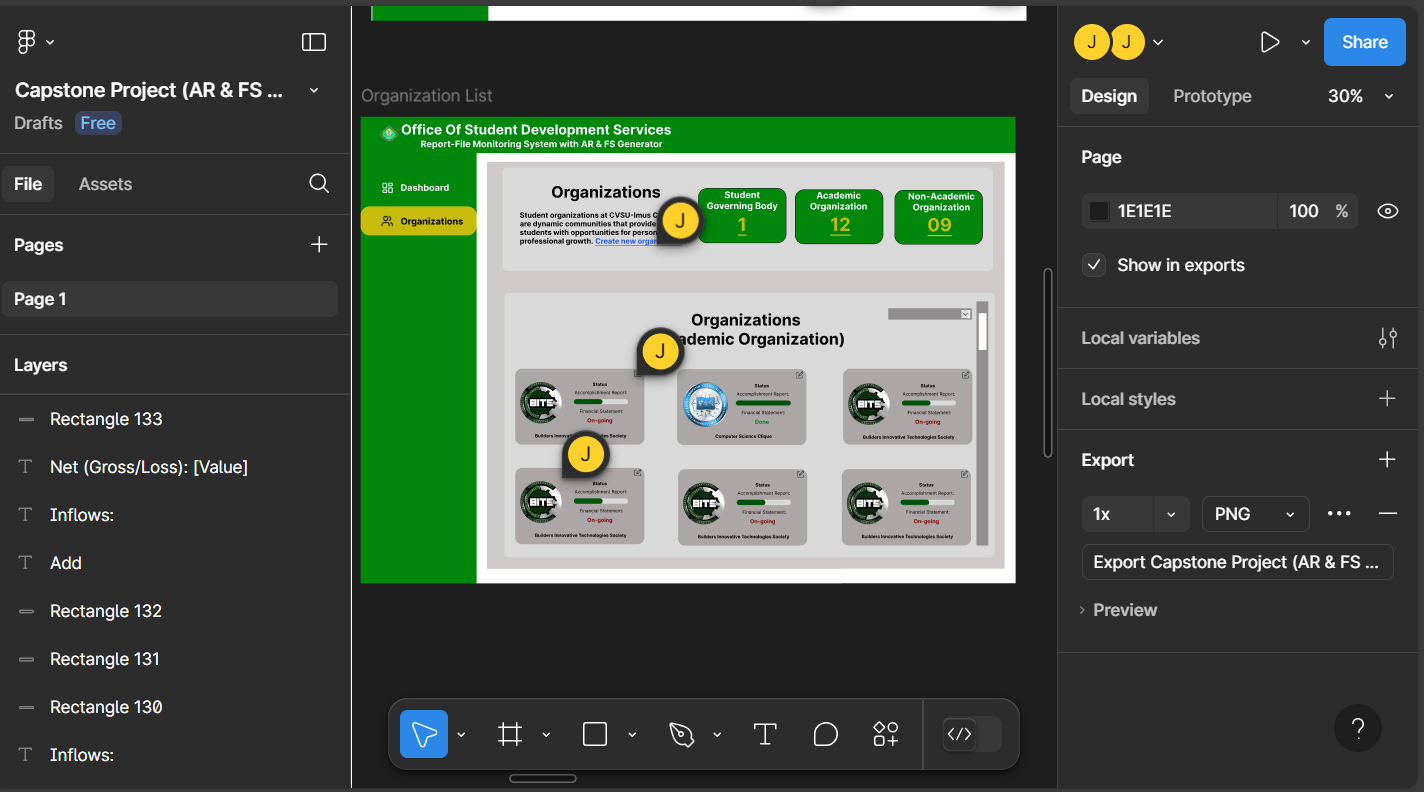 Capstone Project (AR & FS ...
Drafts
Free
File
Assets
Pages
Page 1
Layers
Rectangle 133
Net (Gross/Loss): [Value]
Inflows:
Add
Rectangle 132
Rectangle 131
Rectangle 130
Inflows:
Organization List
Office Of Student Development Services
Report-File Monitoring System with AR & FS Generator
Dashboard
Organizations
Organizations
Student organizations at CVSU-Imus C
are dynamic communities that provide
students with opportunities for person
professional growth. Create new organ
J
Student
Governing Body
1
Academic
Organization
12
Non-Academic
Organization
09
Organizations
ademic Organization)
J
BITS
Status
Accomplishment Report:
Financial Statement:
On-going
Builders Innovative Technologies Society
Status
Accomplishment Report:
Financial Statement:
Done
Computer Science Clique
BITS
Status
Accomplishment Report:
Financial Statement:
On-going
Builders Innovative Technologies Society
J
BITS
Status
Accomplishment Report:
Financial Statement:
On-going
Builders Innovative Technologies Society
BITS
Status
Accomplishment Report:
Financial Statement:
On-going
Builders Innovative Technologies Society
BITS
Status
Accomplishment Report:
Financial Statement:
On-going
Builders Innovative Technologies Society
J
J
Share
Design
Prototype
30%
Page
1E1E1E
100
%
Show in exports
Local variables
Local styles
Export
1x
PNG
Export Capstone Project (AR & FS ...
Preview
?